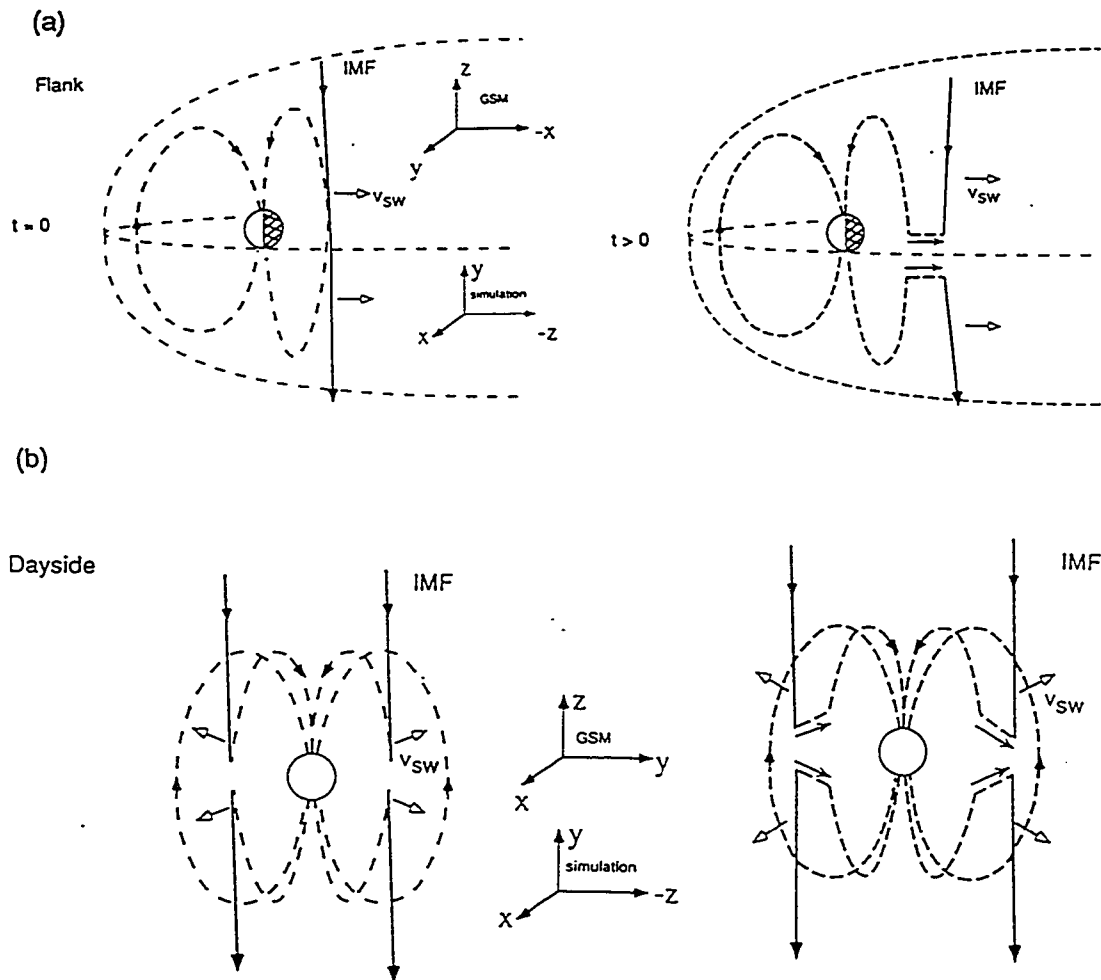 (a)
Flank
IMF
z
GSM
-x
y
v_SW
t = 0
y
simulation
x
-z
IMF
v_SW
t > 0
(b)
Dayside
IMF
v_SW
z
GSM
y
x
y
simulation
x
-z
IMF
v_SW